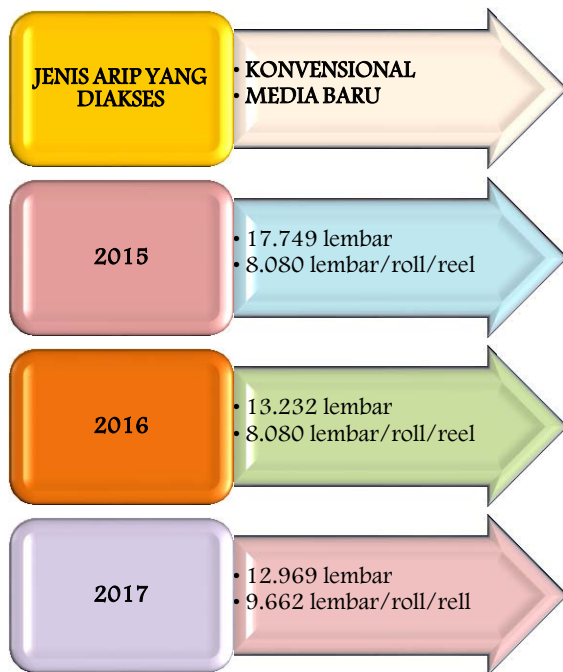 JENIS ARIP YANG
DIAKSES
• KONVENSIONAL
• MEDIA BARU
2015
• 17.749 lembar
• 8.080 lembar/roll/reel
2016
• 13.232 lembar
• 8.080 lembar/roll/reel
2017
• 12.969 lembar
• 9.662 lembar/roll/rell